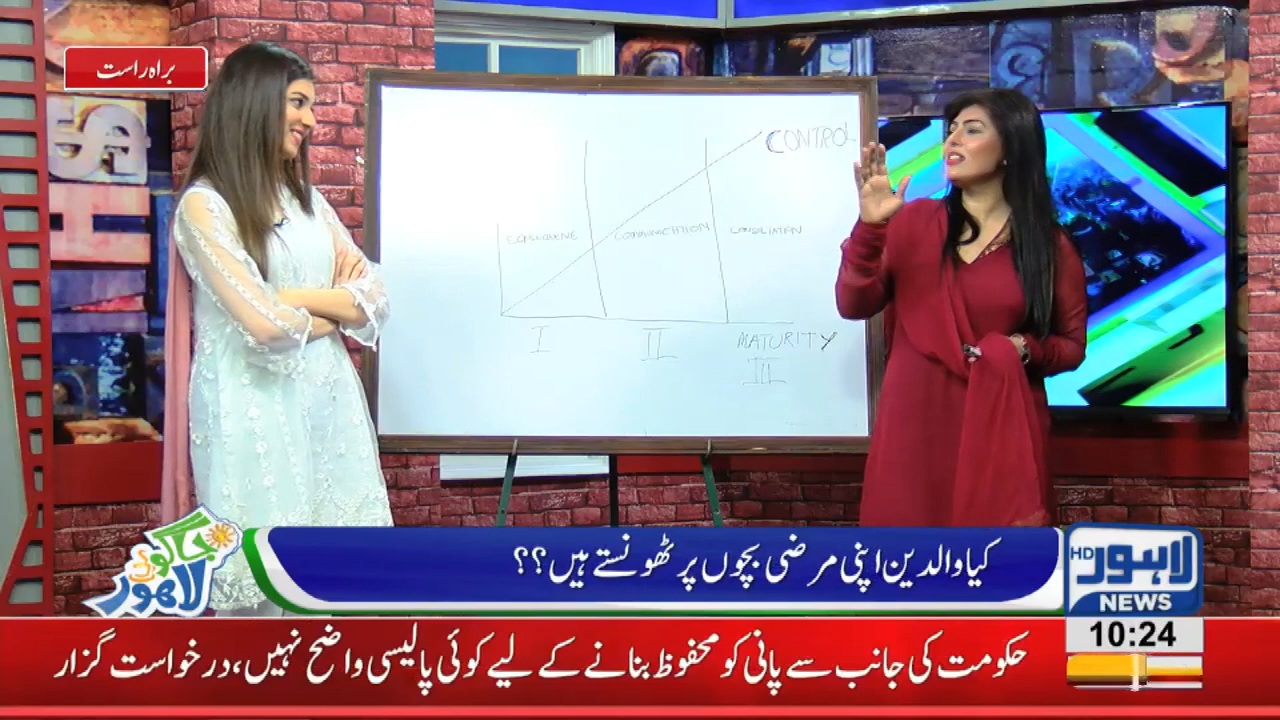 براہ راست
CONTROL
COMMUNICATION
I
II
MATURITY
III
کیا والدین اپنی مرضی بچوں پر ٹھونستے ہیں؟؟
جاگو لاہور
HD لاہور
NEWS
10:24
حکومت کی جانب سے پانی کو محفوظ بنانے کے لیے کوئی پالیسی واضح نہیں، درخواست گزار